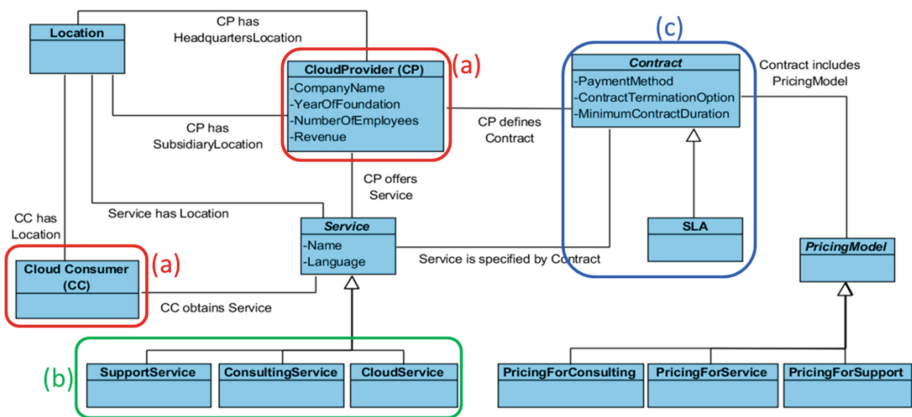 CP has
HeadquartersLocation
Location
(c)
CloudProvider (CP)
-CompanyName
-YearOfFoundation
-NumberOfEmployees
-Revenue
(a)
Contract
-PaymentMethod
-ContractTerminationOption
-MinimumContractDuration
Contract includes
PricingModel
CP has
SubsidiaryLocation
CP defines
Contract
CP offers
Service
CC has
Location
Service has Location
Service
-Name
-Language
SLA
Service is specified by Contract
PricingModel
Cloud Consumer
(CC)
(a)
CC obtains Service
(b)
SupportService
ConsultingService
CloudService
PricingForConsulting
PricingForService
PricingForSupport